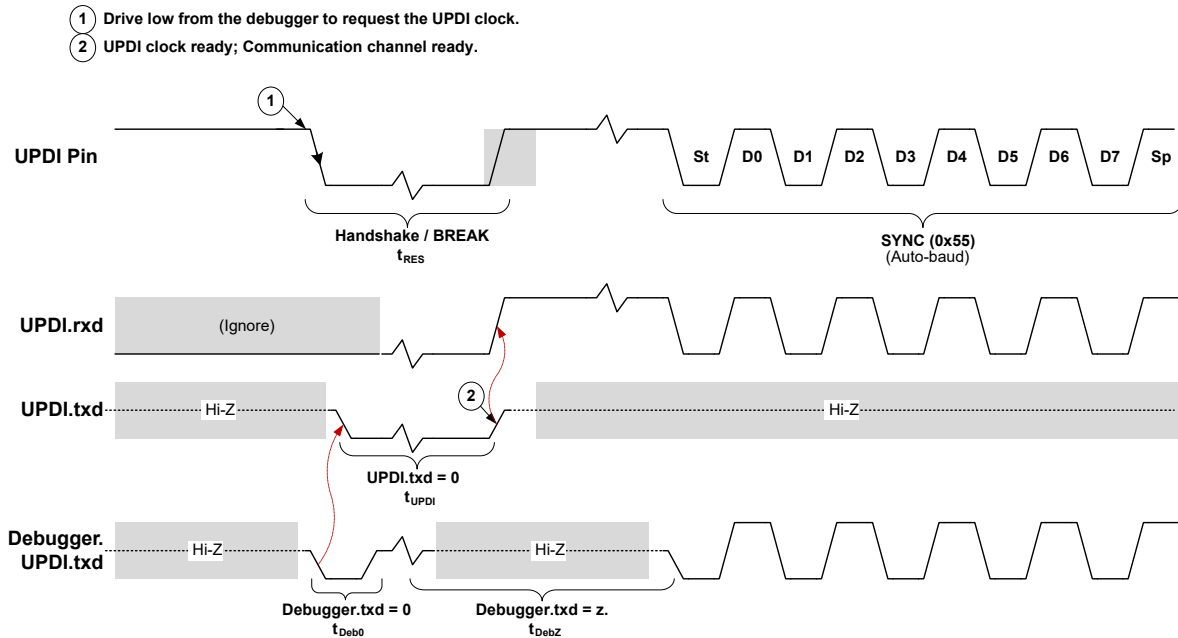 1 Drive low from the debugger to request the UPDI clock.
2 UPDI clock ready; Communication channel ready.
1
UPDI Pin
St D0 D1 D2 D3 D4 D5 D6 D7 Sp
Handshake / BREAK
tRES
SYNC (0x55)
(Auto-baud)
UPDI.rxd
(Ignore)
2
UPDI.txd
Hi-Z
Hi-Z
UPDI.txd = 0
tUPDI
Debugger.
UPDI.txd
Hi-Z
Hi-Z
Debugger.txd = 0
tDeb0
Debugger.txd = z.
tDebZ